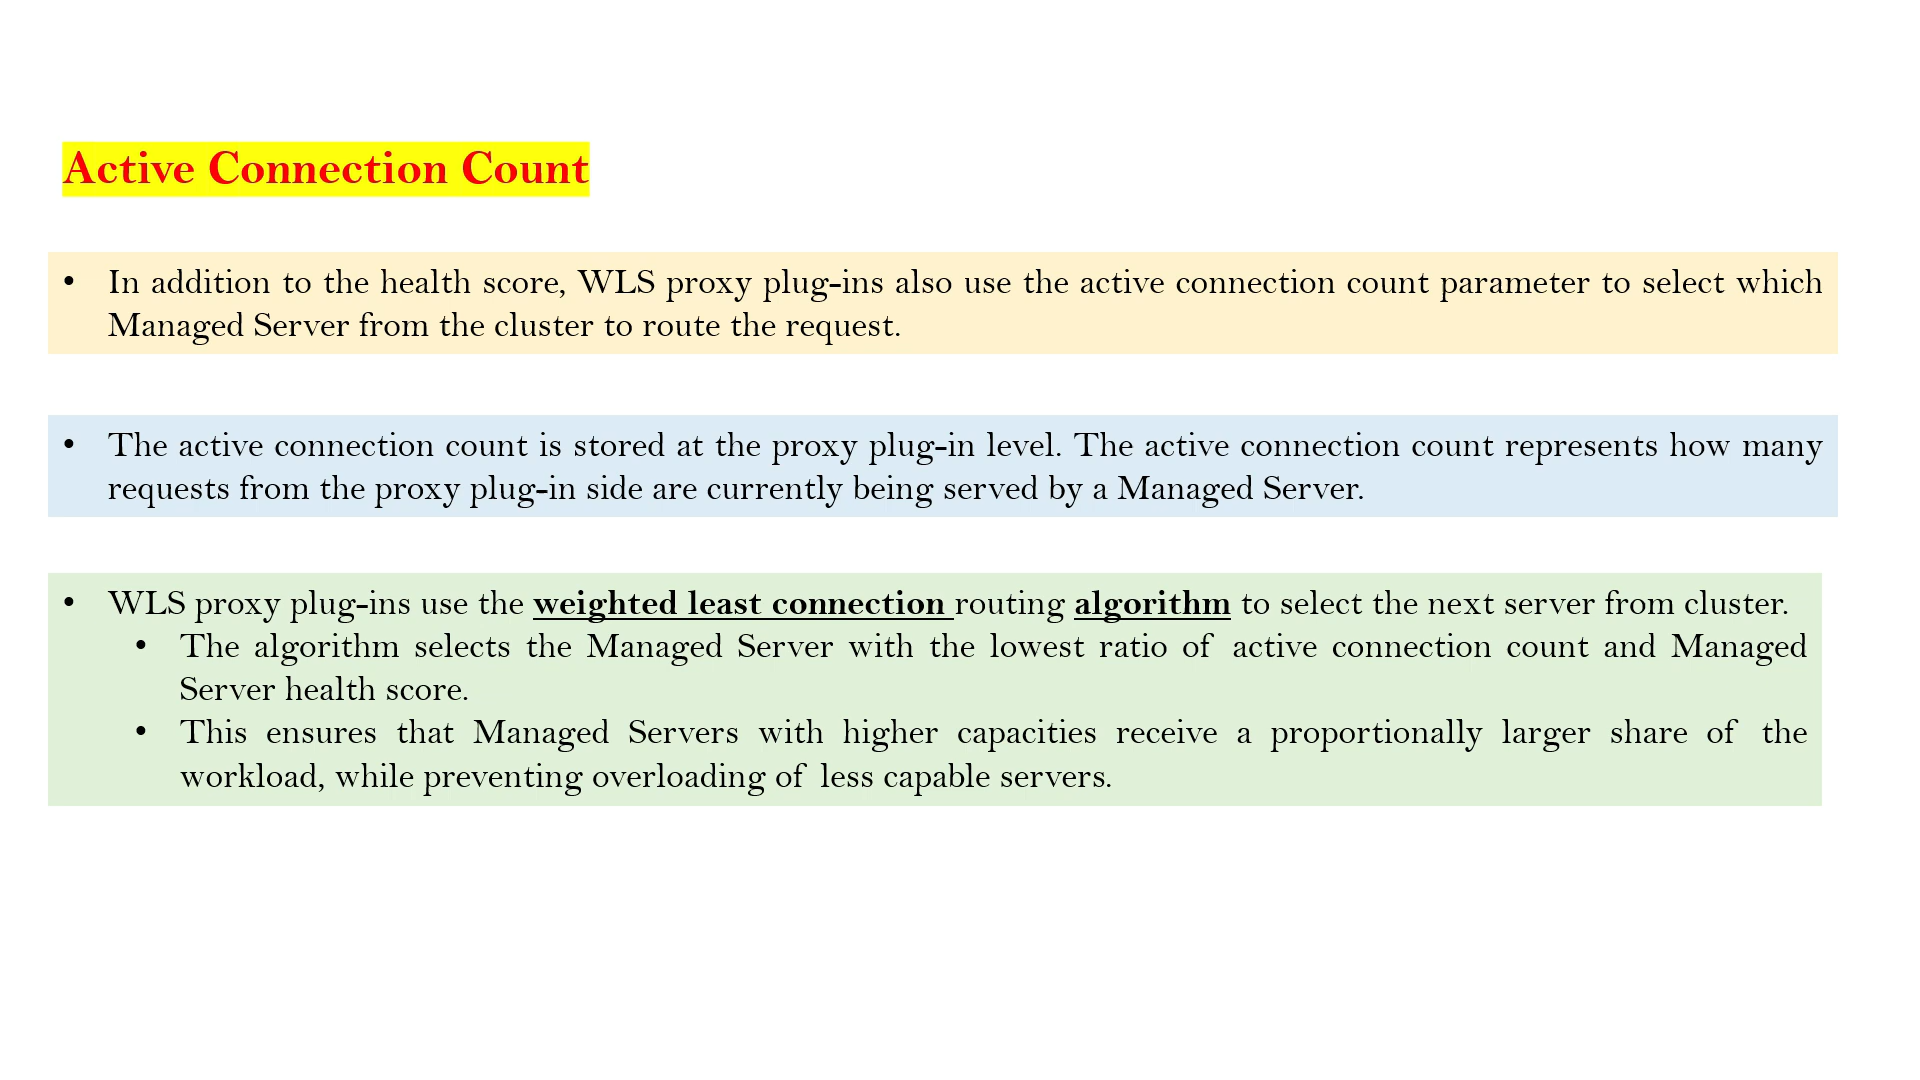 Active Connection Count
• In addition to the health score, WLS proxy plug-ins also use the active connection count parameter to select which
Managed Server from the cluster to route the request.
• The active connection count is stored at the proxy plug-in level. The active connection count represents how many
requests from the proxy plug-in side are currently being served by a Managed Server.
• WLS proxy plug-ins use the weighted least connection routing algorithm to select the next server from cluster.
• The algorithm selects the Managed Server with the lowest ratio of active connection count and Managed
Server health score.
• This ensures that Managed Servers with higher capacities receive a proportionally larger share of the
workload, while preventing overloading of less capable servers.